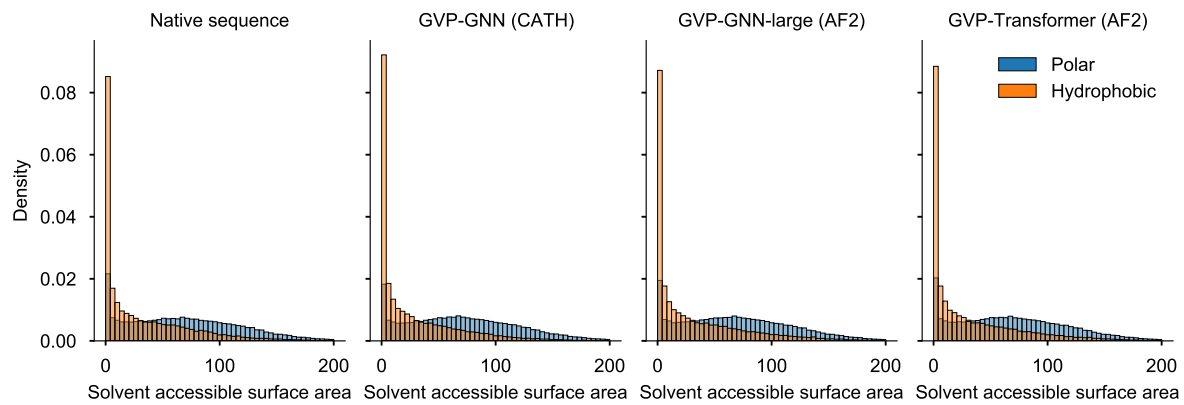 Native sequence
GVP-GNN (CATH)
GVP-GNN-large (AF2)
GVP-Transformer (AF2)
Polar
Hydrophobic
Density
0.08
0.06
0.04
0.02
0.00
0 100 200
0 100 200
0 100 200
0 100 200
Solvent accessible surface area
Solvent accessible surface area
Solvent accessible surface area
Solvent accessible surface area